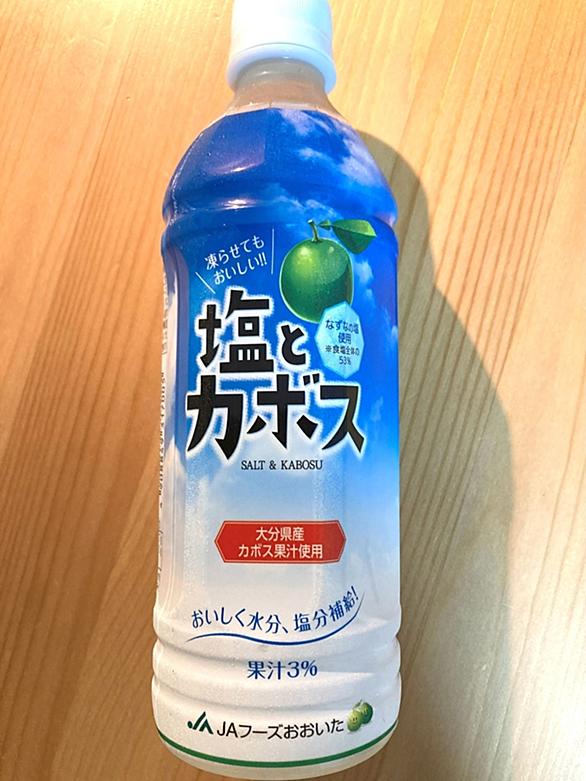 凍らせても
おいしい!!
なずなの塩
使用
※食塩全体の
53%
塩と
カボス
SALT & KABOSU
大分県産
カボス果汁使用
おいしく水分、塩分補給!
果汁3%
JAフーズおおいた